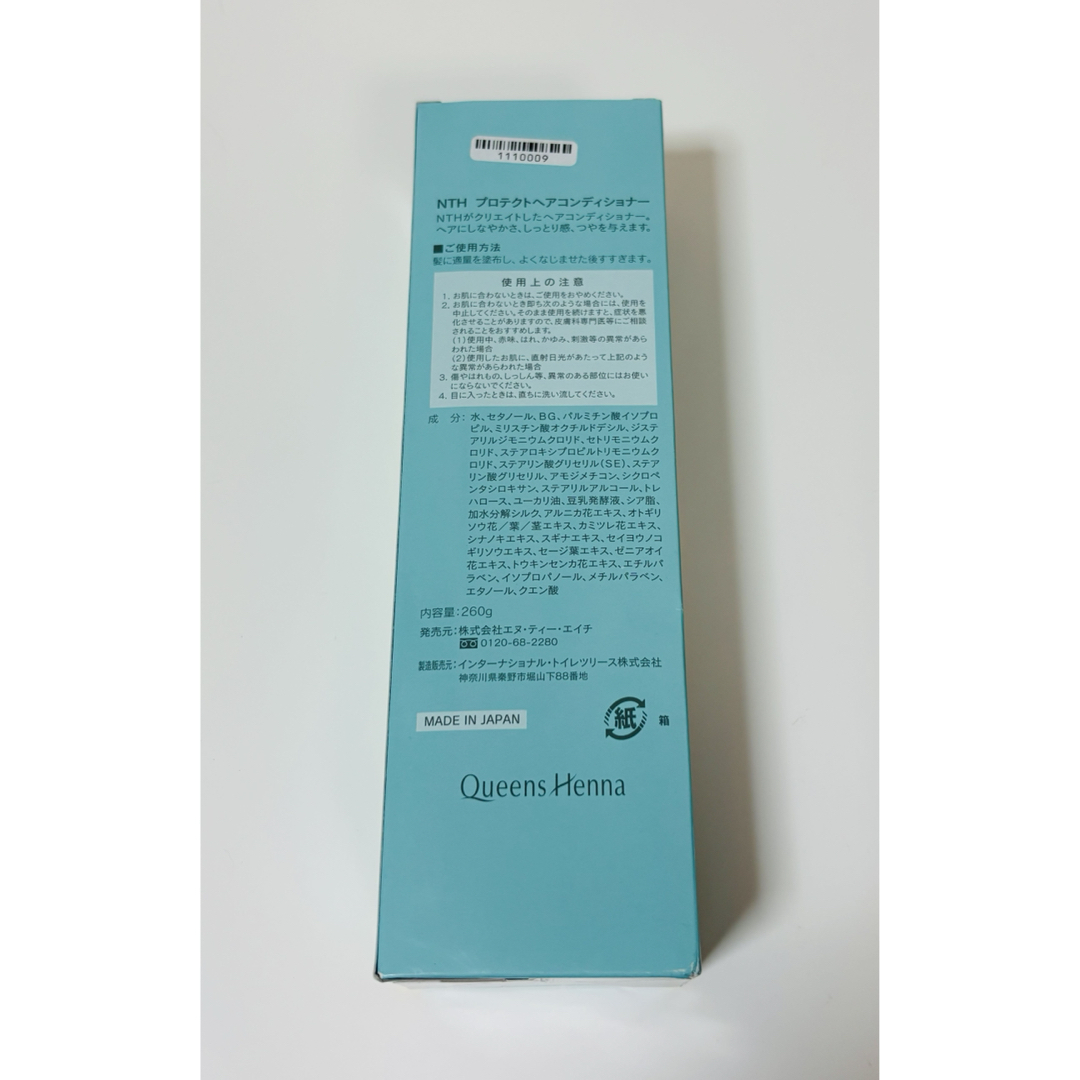 1110009
NTH プロテクトヘアコンディショナー
NTHがクリエイトしたヘアコンディショナー。
ヘアにしなやかさ、しっとり感、つやを与えます。
■ご使用方法
髪に適量を塗布し、よくなじませた後すすぎます。
使用上の注意
1. お肌に合わないときは、ご使用をおやめください。
2. お肌に合わないとき即ち次のような場合には、使用を
中止してください。そのまま使用を続けますと、症状を悪
化させることがありますので、皮膚科専門医等にご相談
されることをおすすめします。
(1)使用中、赤味、はれ、かゆみ、刺激等の異常があら
われた場合
(2)使用したお肌に、直射日光があたって上記のよう
な異常があらわれた場合
3. 傷やはれもの、しっしん等、異常のある部位にはお使い
にならないでください。
4. 目に入ったときは、直ちに洗い流してください。
成 分：水、セタノール、BG、パルミチン酸イソプロ
ピル、ミリスチン酸オクチルドデシル、ジステ
アリルジモニウムクロリド、セトリモニウムク
ロリド、ステアロキシプロピルトリモニウムク
ロリド、ステアリン酸グリセリル(SE)、ステア
リン酸グリセリル、アモジメチコン、シクロペ
ンタシロキサン、ステアリルアルコール、トレ
ハロース、ユーカリ油、豆乳発酵液、シア脂、
加水分解シルク、アルニカ花エキス、オトギリ
ソウ花／葉／茎エキス、カミツレ花エキス、
シナノキエキス、スギナエキス、セイヨウノコ
ギリソウエキス、セージ葉エキス、ゼニアオイ
花エキス、トウキンセンカ花エキス、エチルパ
ラベン、イソプロパノール、メチルパラベン、
エタノール、クエン酸
内容量：260g
発売元：株式会社エヌ・ティー・エイチ
0120-68-2280
製造販売元：インターナショナル・トイレツリース株式会社
神奈川県秦野市堀山下88番地
MADE IN JAPAN
紙 箱
Queens Henna